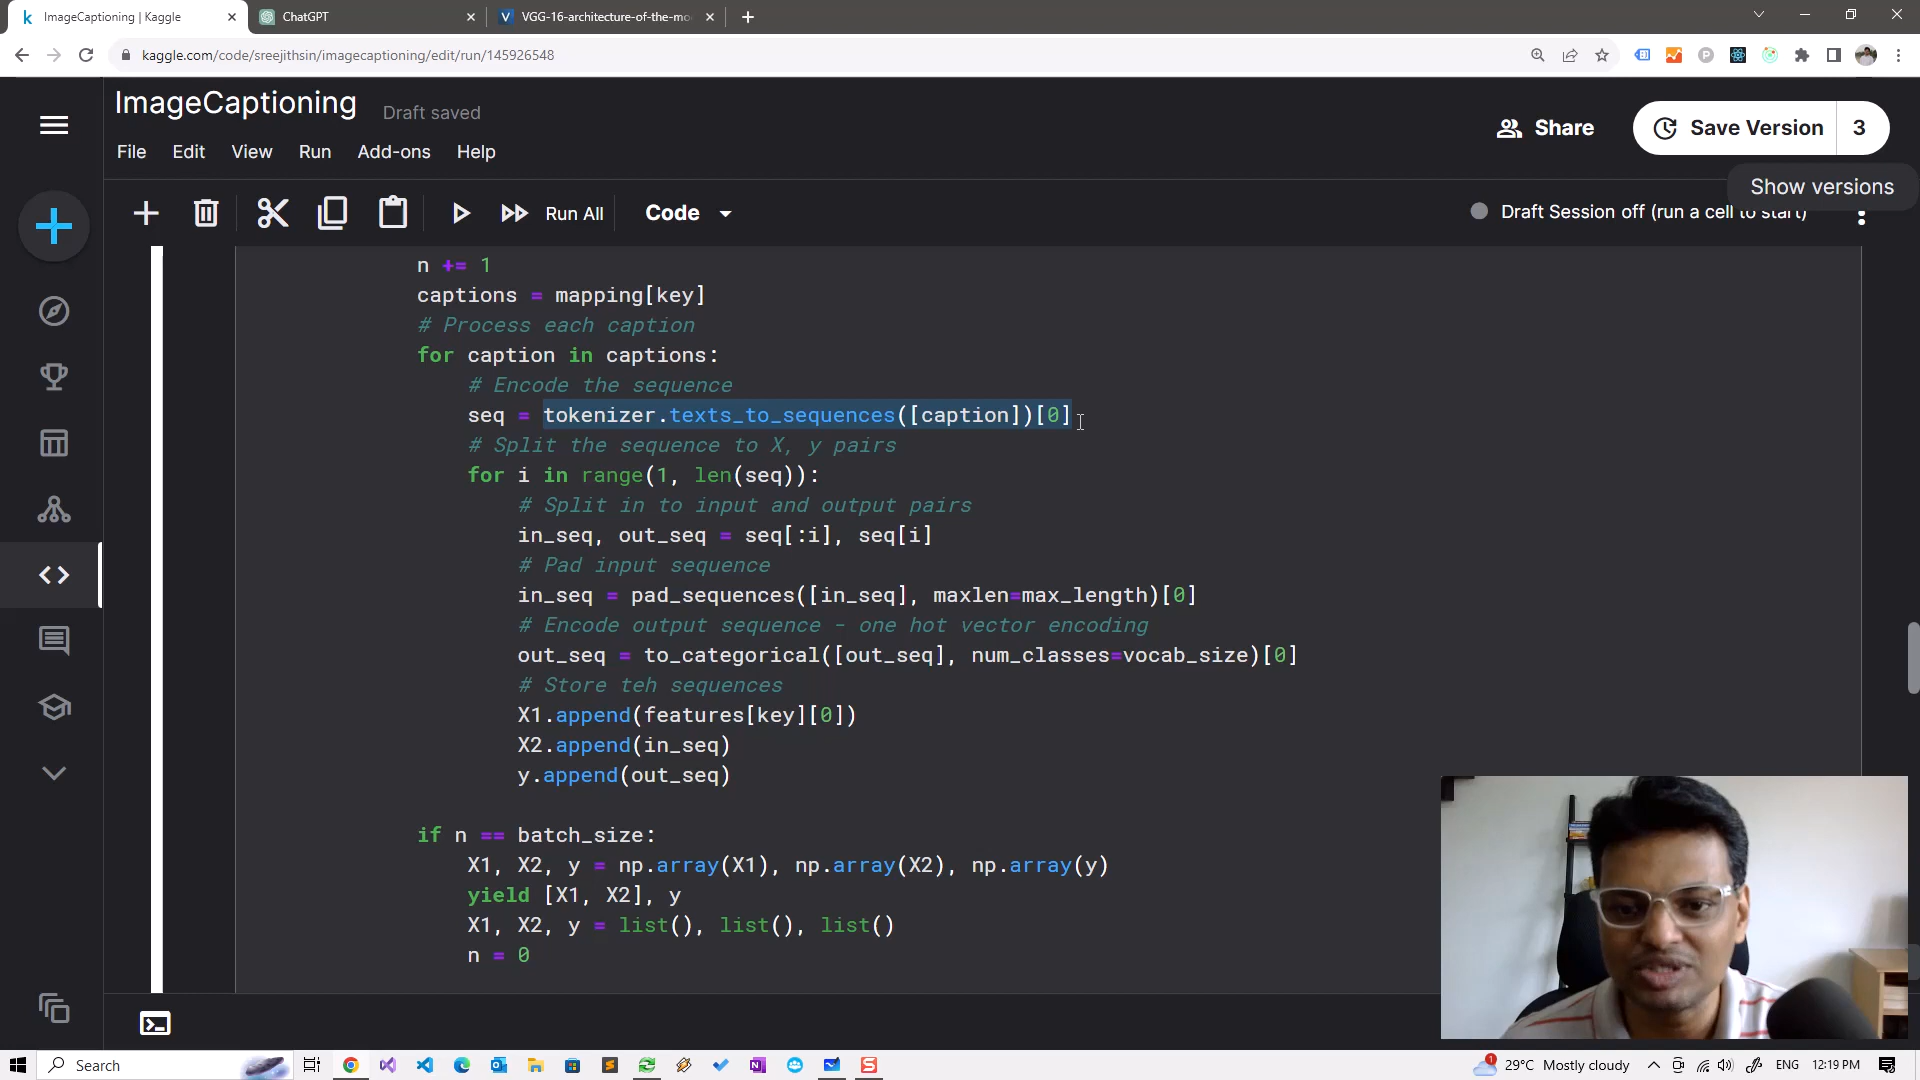 ImageCaptioning | Kaggle
ChatGPT
VGG-16-architecture-of-the-mo
kaggle.com/code/sreejithsin/imagecaptioning/edit/run/145926548
ImageCaptioning
Draft saved
File Edit View Run Add-ons Help
Share
Save Version 3
Show versions
Run All
Code
Draft Session off (run a cell to start)
n += 1
captions = mapping[key]
# Process each caption
for caption in captions:
# Encode the sequence
seq = tokenizer.texts_to_sequences([caption])[0]
# Split the sequence to X, y pairs
for i in range(1, len(seq)):
# Split in to input and output pairs
in_seq, out_seq = seq[:i], seq[i]
# Pad input sequence
in_seq = pad_sequences([in_seq], maxlen=max_length)[0]
# Encode output sequence - one hot vector encoding
out_seq = to_categorical([out_seq], num_classes=vocab_size)[0]
# Store teh sequences
X1.append(features[key][0])
X2.append(in_seq)
y.append(out_seq)
if n == batch_size:
X1, X2, y = np.array(X1), np.array(X2), np.array(y)
yield [X1, X2], y
X1, X2, y = list(), list(), list()
n = 0
Search
1
29°C Mostly cloudy
ENG
12:19 PM